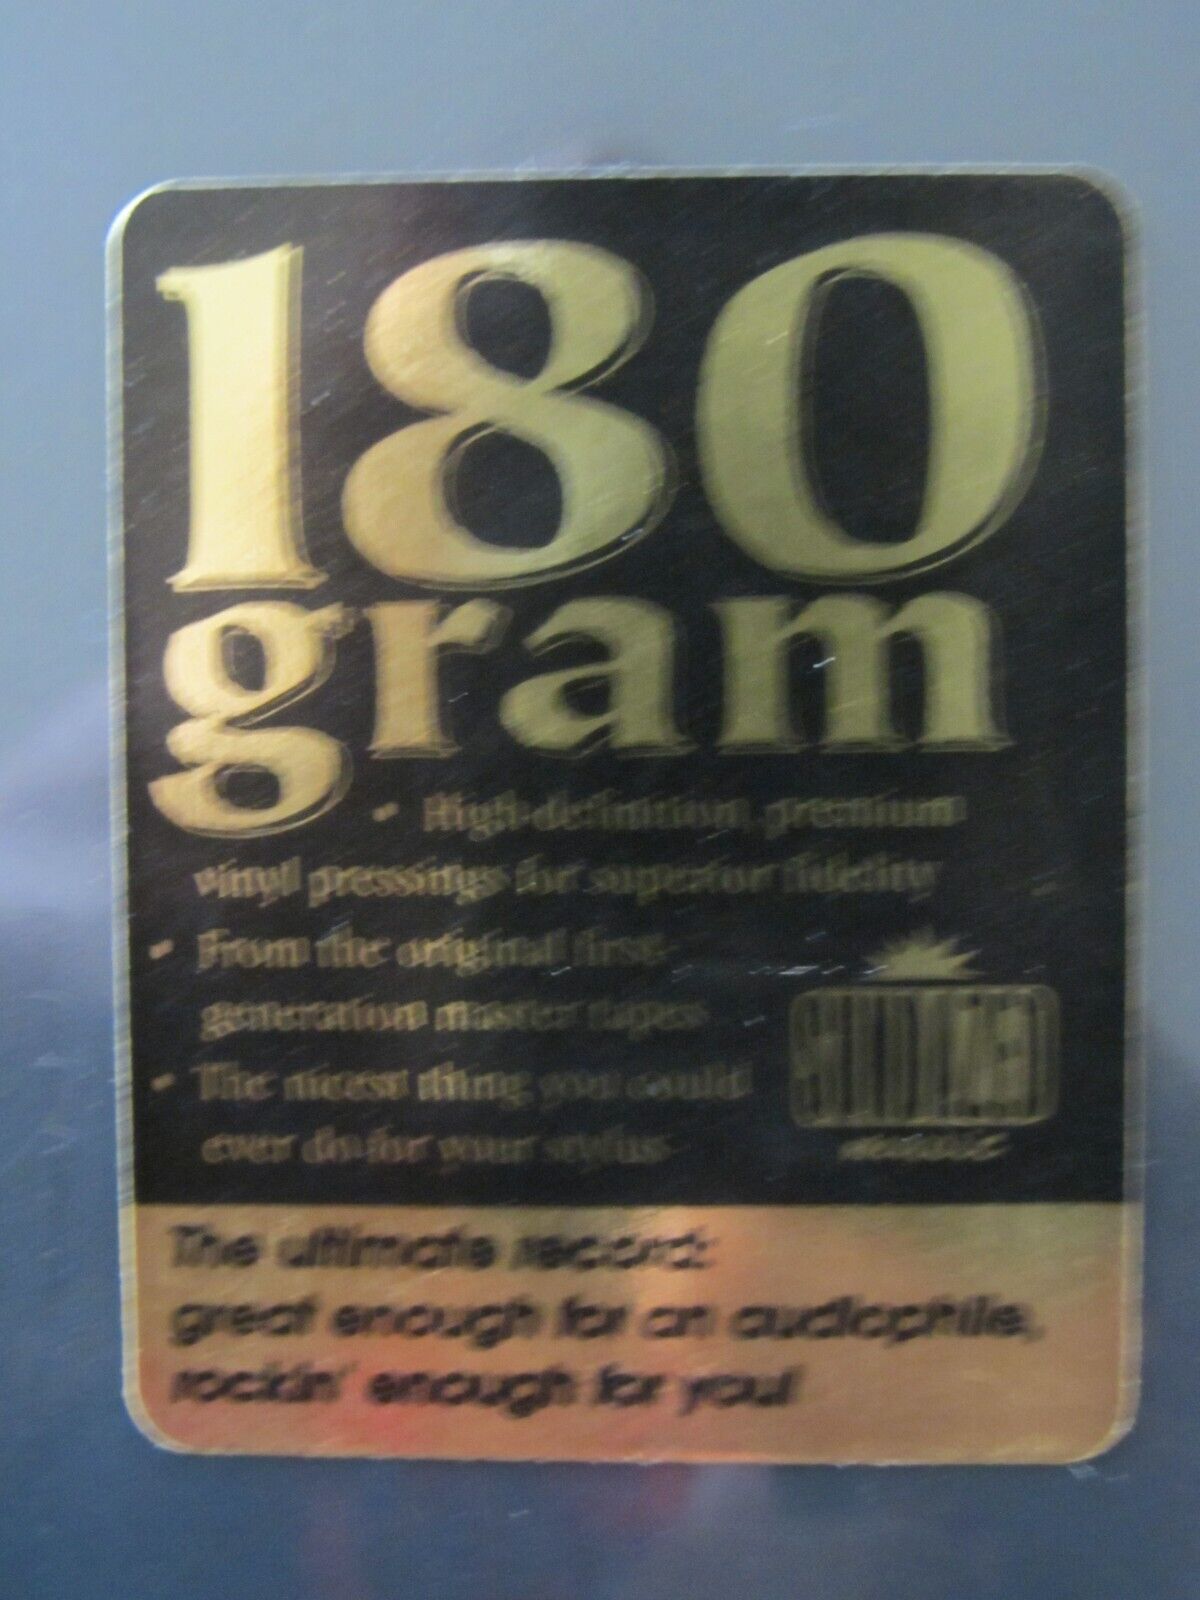 180
gram
• High-definition, premium
vinyl pressings for superior fidelity
• From the original first-
generation master tapes
• The nicest thing you could
ever do for your stylus
The ultimate record:
great enough for an audiophile,
rockin' enough for you!